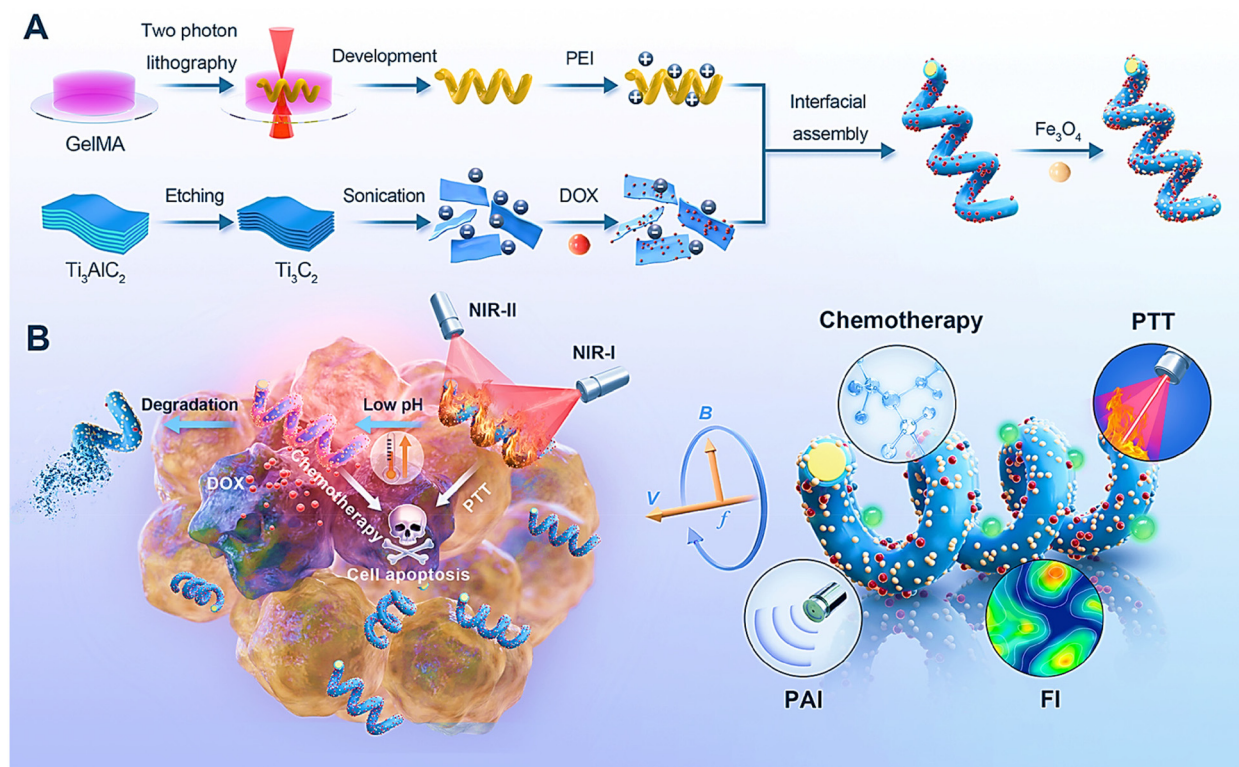 A
Two photon
lithography
Development
PEI
GelMA
Interfacial
assembly
Fe₃O₄
Etching
Sonication
DOX
Ti₃AlC₂
Ti₃C₂
B
NIR-II
NIR-I
Degradation
Low pH
DOX
Chemotherapy
PTT
Cell apoptosis
Chemotherapy
PTT
B
V
f
PAI
FI